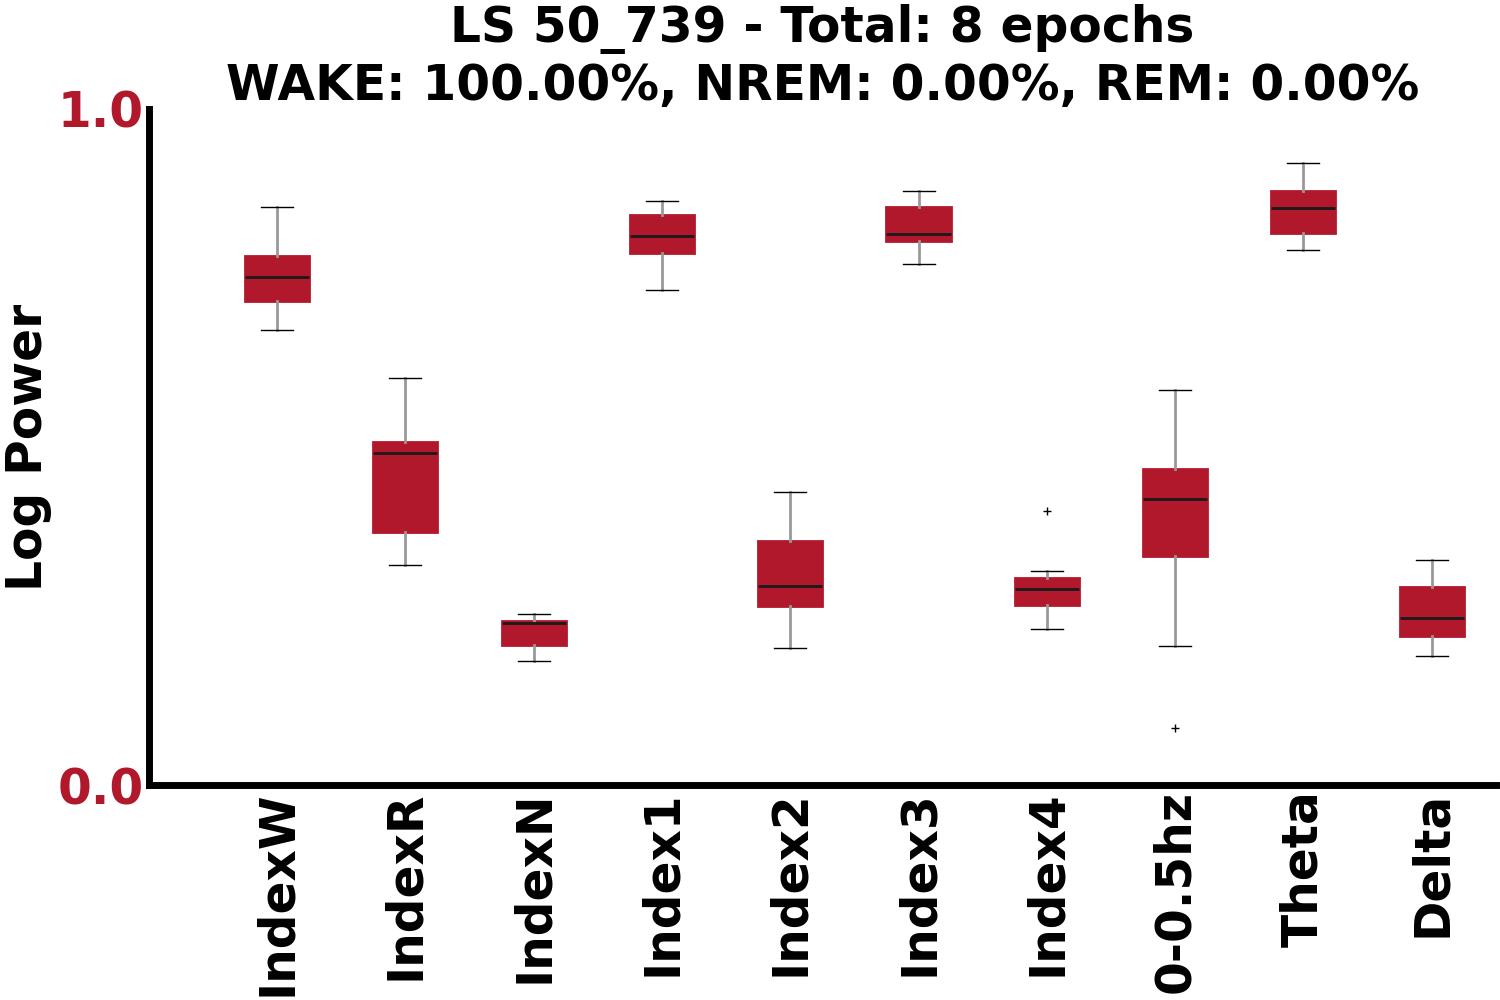 LS 50_739 - Total: 8 epochs
WAKE: 100.00%, NREM: 0.00%, REM: 0.00%
1.0
Log Power
0.0
IndexW
IndexR
IndexN
Index1
Index2
Index3
Index4
0-0.5hz
Theta
Delta